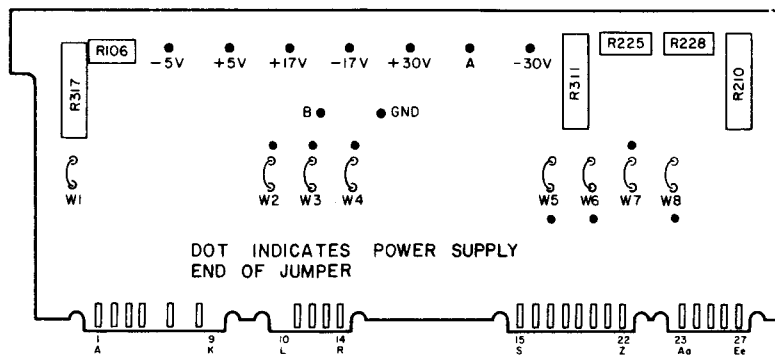 R106 R225 R228
R317 R311 R210
-5V +5V +17V -17V +30V A -30V
B GND
W1 W2 W3 W4 W5 W6 W7 W8
DOT INDICATES POWER SUPPLY
END OF JUMPER
1 9 10 14 15 22 23 27
A K L R S Z Aa Ee